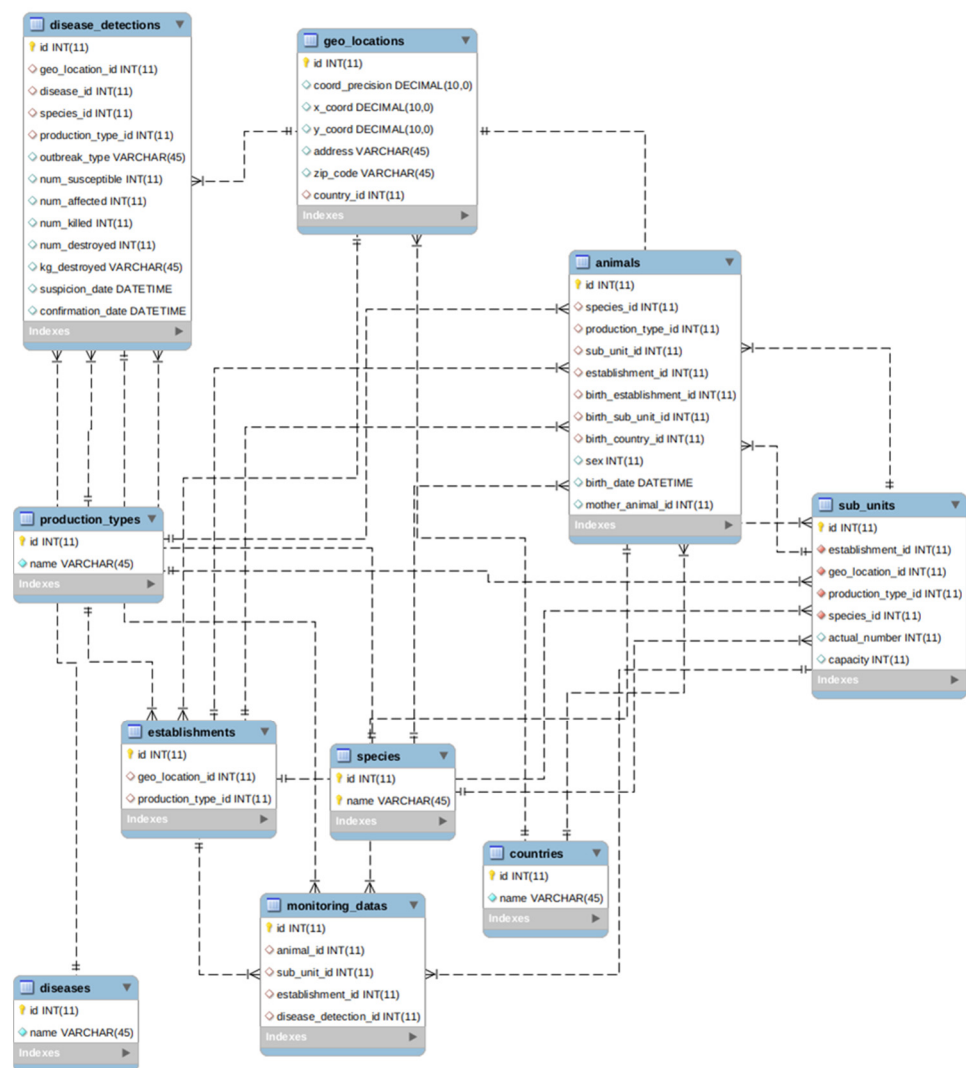 disease_detections
id INT(11)
geo_location_id INT(11)
disease_id INT(11)
species_id INT(11)
production_type_id INT(11)
outbreak_type VARCHAR(45)
num_susceptible INT(11)
num_affected INT(11)
num_killed INT(11)
num_destroyed INT(11)
kg_destroyed VARCHAR(45)
suspicion_date DATETIME
confirmation_date DATETIME
Indexes
geo_locations
id INT(11)
coord_precision DECIMAL(10,0)
x_coord DECIMAL(10,0)
y_coord DECIMAL(10,0)
address VARCHAR(45)
zip_code VARCHAR(45)
country_id INT(11)
Indexes
animals
id INT(11)
species_id INT(11)
production_type_id INT(11)
sub_unit_id INT(11)
establishment_id INT(11)
birth_establishment_id INT(11)
birth_sub_unit_id INT(11)
birth_country_id INT(11)
sex INT(11)
birth_date DATETIME
mother_animal_id INT(11)
Indexes
production_types
id INT(11)
name VARCHAR(45)
Indexes
sub_units
id INT(11)
establishment_id INT(11)
geo_location_id INT(11)
production_type_id INT(11)
species_id INT(11)
actual_number INT(11)
capacity INT(11)
Indexes
establishments
id INT(11)
geo_location_id INT(11)
production_type_id INT(11)
Indexes
species
id INT(11)
name VARCHAR(45)
Indexes
countries
id INT(11)
name VARCHAR(45)
Indexes
monitoring_datas
id INT(11)
animal_id INT(11)
sub_unit_id INT(11)
establishment_id INT(11)
disease_detection_id INT(11)
Indexes
diseases
id INT(11)
name VARCHAR(45)
Indexes